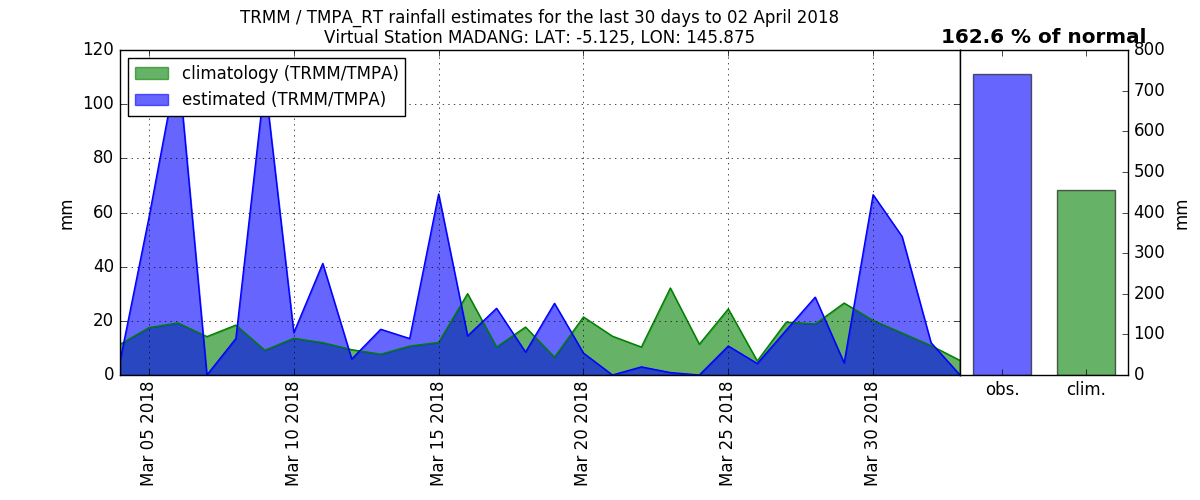 TRMM / TMPA_RT rainfall estimates for the last 30 days to 02 April 2018
Virtual Station MADANG: LAT: -5.125, LON: 145.875
162.6 % of normal
climatology (TRMM/TMPA)
estimated (TRMM/TMPA)
120
100
80
60
40
20
0
mm
Mar 05 2018
Mar 10 2018
Mar 15 2018
Mar 20 2018
Mar 25 2018
Mar 30 2018
obs.
clim.
800
700
600
500
400
300
200
100
0
mm